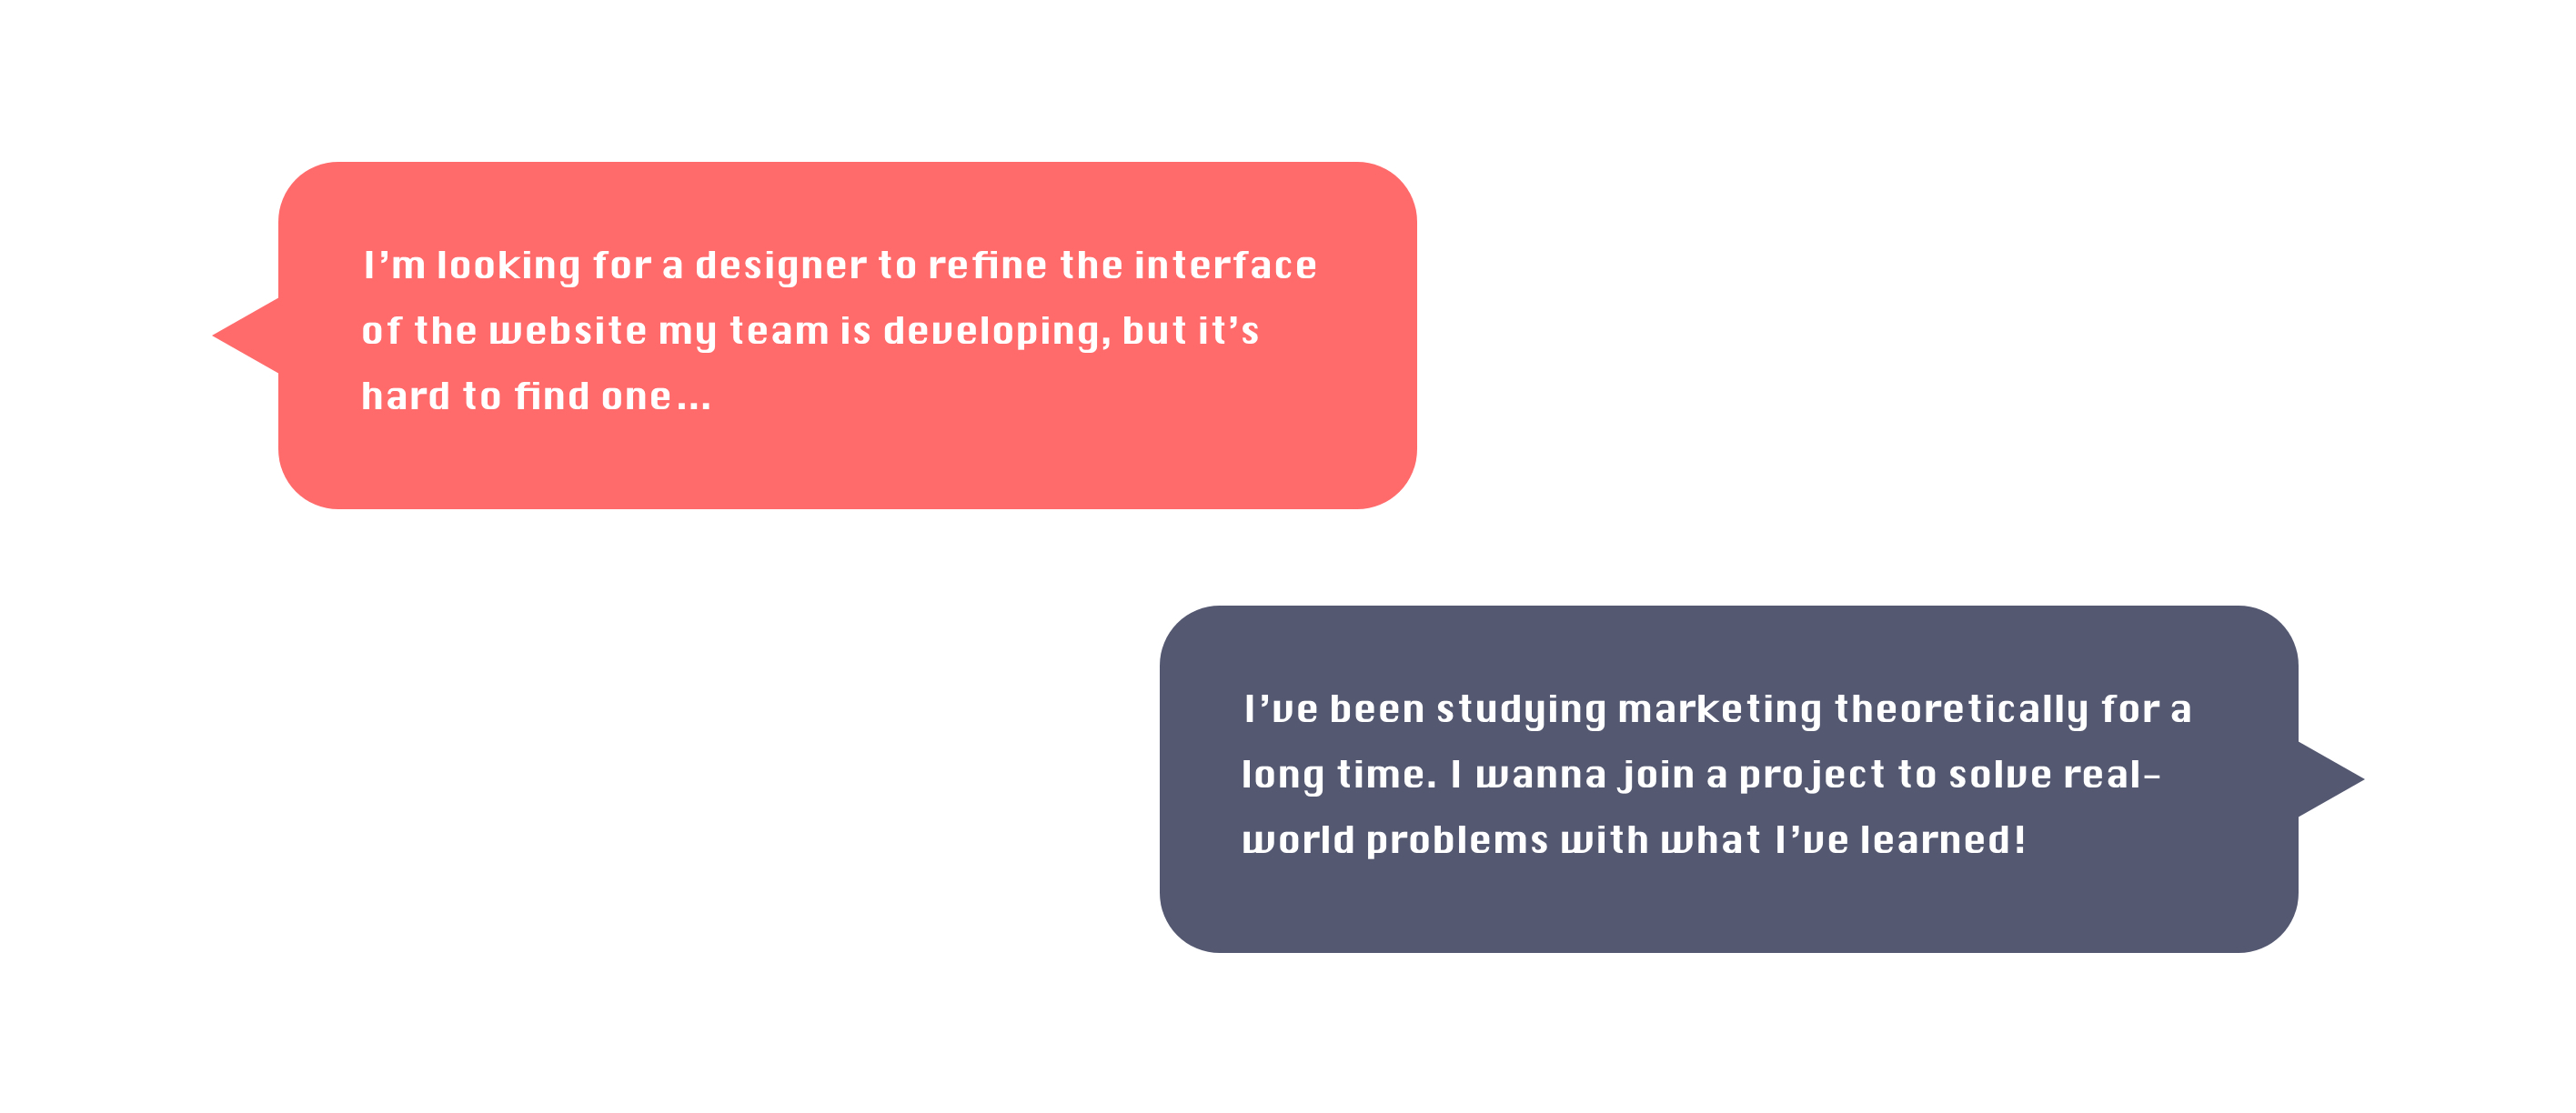 I’m looking for a designer to refine the interface
of the website my team is developing, but it’s
hard to find one...
I’ve been studying marketing theoretically for a
long time. I wanna join a project to solve real-
world problems with what I’ve learned!